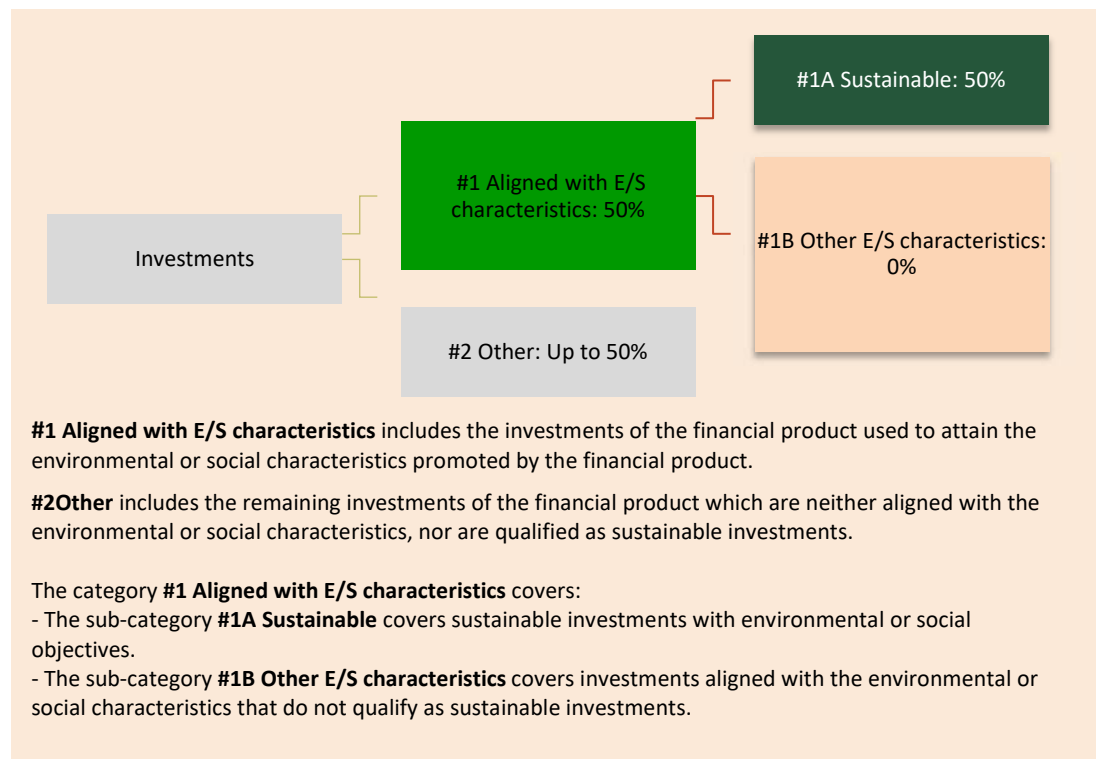 #1A Sustainable: 50%
#1 Aligned with E/S
characteristics: 50%
#1B Other E/S characteristics:
0%
Investments
#2 Other: Up to 50%
#1 Aligned with E/S characteristics includes the investments of the financial product used to attain the
environmental or social characteristics promoted by the financial product.
#2Other includes the remaining investments of the financial product which are neither aligned with the
environmental or social characteristics, nor are qualified as sustainable investments.
The category #1 Aligned with E/S characteristics covers:
- The sub-category #1A Sustainable covers sustainable investments with environmental or social
objectives.
- The sub-category #1B Other E/S characteristics covers investments aligned with the environmental or
social characteristics that do not qualify as sustainable investments.